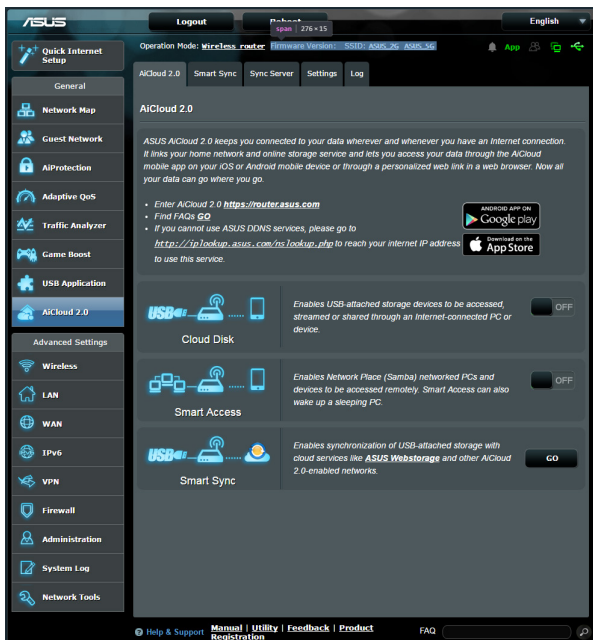 ASUS
Logout
Reboot
English
span 276×15
Quick Internet
Setup
Operation Mode: Wireless router Firmware Version: SSID: ASUS_2G ASUS_5G
App
AiCloud 2.0
Smart Sync
Sync Server
Settings
Log
General
Network Map
Guest Network
AiProtection
Adaptive QoS
Traffic Analyzer
Game Boost
USB Application
AiCloud 2.0
Advanced Settings
Wireless
LAN
WAN
IPv6
VPN
Firewall
Administration
System Log
Network Tools
AiCloud 2.0
ASUS AiCloud 2.0 keeps you connected to your data wherever and whenever you have an Internet connection.
It links your home network and online storage service and lets you access your data through the AiCloud
mobile app on your iOS or Android mobile device or through a personalized web link in a web browser. Now all
your data can go where you go.
• Enter AiCloud 2.0 https://router.asus.com
• Find FAQs GO
• If you cannot use ASUS DDNS services, please go to
http://iplookup.asus.com/nslookup.php to reach your internet IP address
to use this service.
ANDROID APP ON
Google play
Download on the
App Store
USB
Cloud Disk
Enables USB-attached storage devices to be accessed,
streamed or shared through an Internet-connected PC or
device.
OFF
Smart Access
Enables Network Place (Samba) networked PCs and
devices to be accessed remotely. Smart Access can also
wake up a sleeping PC.
OFF
USB
Smart Sync
Enables synchronization of USB-attached storage with
cloud services like ASUS Webstorage and other AiCloud
2.0-enabled networks.
GO
Help & Support
Manual | Utility | Feedback | Product
Registration
FAQ